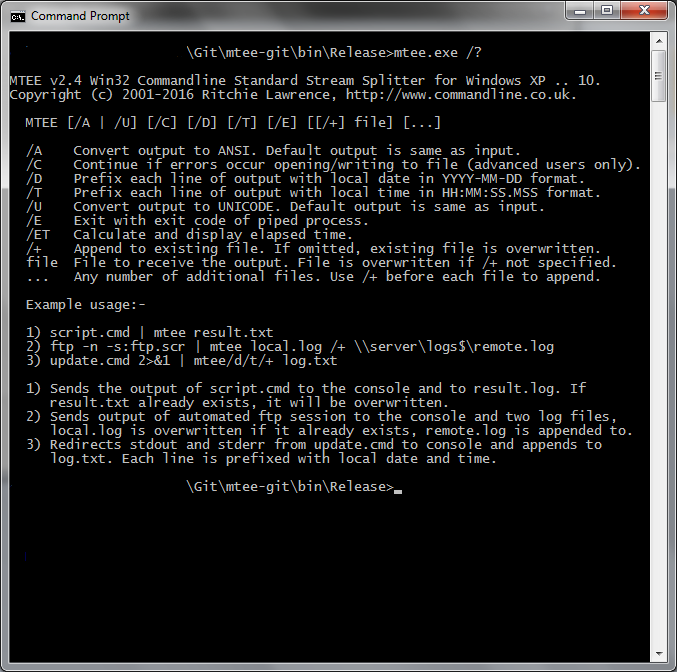 Command Prompt
\Git\mtee-git\bin\Release>mtee.exe /?
MTEE v2.4 Win32 Commandline Standard Stream Splitter for Windows XP .. 10.
Copyright (c) 2001-2016 Ritchie Lawrence, http://www.commandline.co.uk.
MTEE [/A | /U] [/C] [/D] [/T] [/E] [[/+] file] [...]
/A    Convert output to ANSI. Default output is same as input.
/C    Continue if errors occur opening/writing to file (advanced users only).
/D    Prefix each line of output with local date in YYYY-MM-DD format.
/T    Prefix each line of output with local time in HH:MM:SS.MSS format.
/U    Convert output to UNICODE. Default output is same as input.
/E    Exit with exit code of piped process.
/ET   Calculate and display elapsed time.
/+    Append to existing file. If omitted, existing file is overwritten.
file  File to receive the output. File is overwritten if /+ not specified.
...   Any number of additional files. Use /+ before each file to append.
Example usage:-
1) script.cmd | mtee result.txt
2) ftp -n -s:ftp.scr | mtee local.log /+ \\server\logs$\remote.log
3) update.cmd 2>&1 | mtee/d/t/+ log.txt
1) Sends the output of script.cmd to the console and to result.log. If
result.txt already exists, it will be overwritten.
2) Sends output of automated ftp session to the console and two log files,
local.log is overwritten if it already exists, remote.log is appended to.
3) Redirects stdout and stderr from update.cmd to console and appends to
log.txt. Each line is prefixed with local date and time.
\Git\mtee-git\bin\Release>